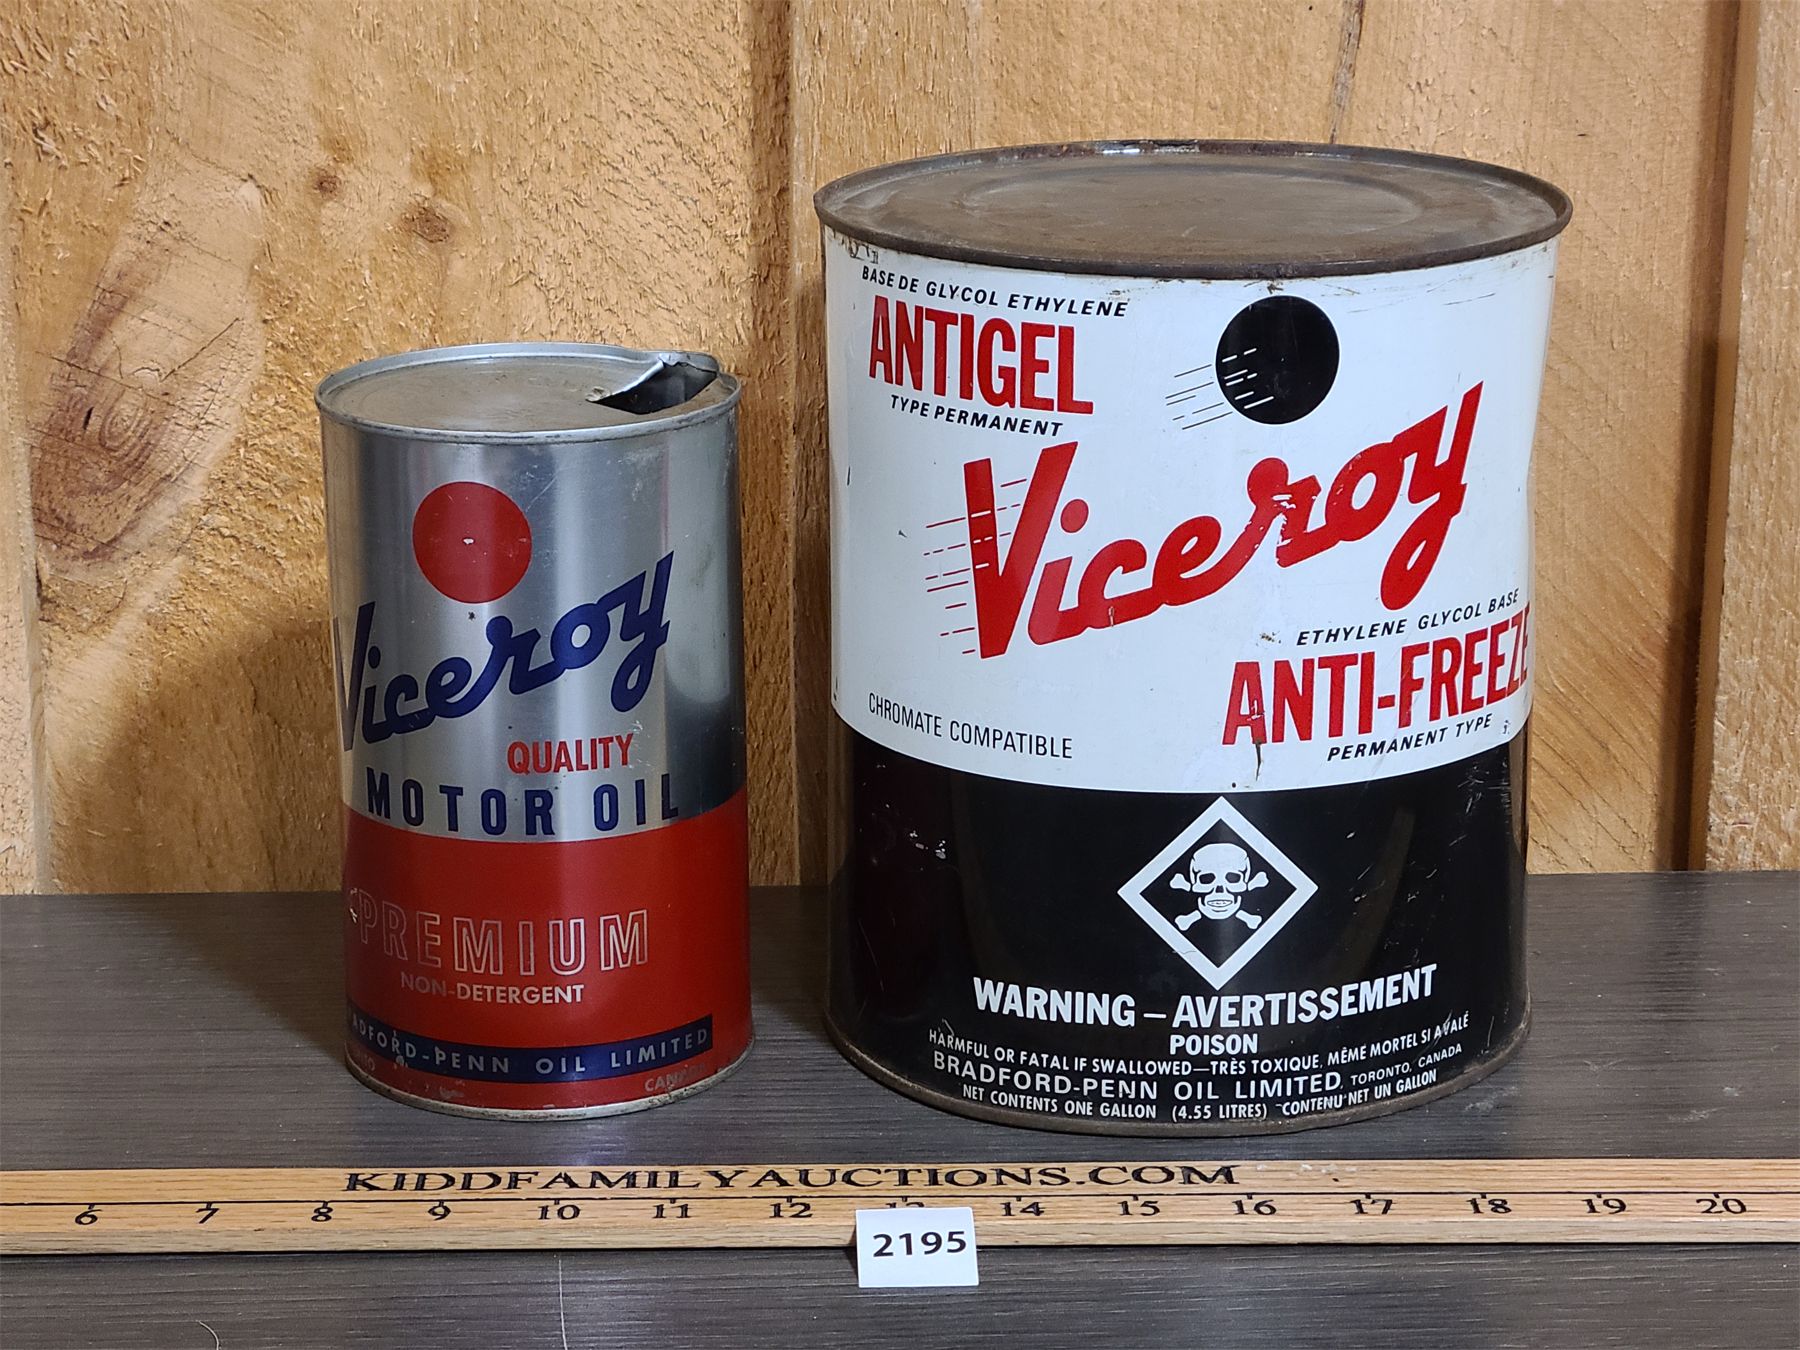 Viceroy
QUALITY
MOTOR OIL
PREMIUM
NON-DETERGENT
ADFORD-PENN OIL LIMITED
BASE DE GLYCOL ETHYLENE
ANTIGEL
TYPE PERMANENT
Viceroy
ETHYLENE GLYCOL BASE
ANTI-FREEZE
PERMANENT TYPE
CHROMATE COMPATIBLE
WARNING – AVERTISSEMENT
POISON
HARMFUL OR FATAL IF SWALLOWED—TRÈS TOXIQUE, MÊME MORTEL SI AVALÉ
BRADFORD-PENN OIL LIMITED, TORONTO, CANADA
NET CONTENTS ONE GALLON (4.55 LITRES) CONTENU NET UN GALLON
KIDDFAMILYAUCTIONS.COM
6 7 8 9 10 11 12 13 14 15 16 17 18 19 20
2195